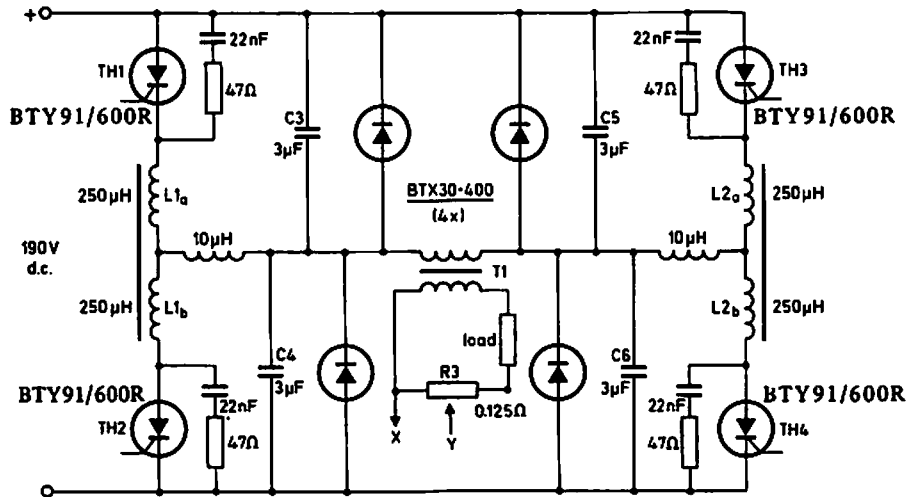 +
22nF
22nF
TH1
TH3
47Ω
47Ω
BTY91/600R
BTY91/600R
C3
C5
3μF
3μF
250μH
L1a
BTX30-400
L2a
250μH
(4x)
10μH
10μH
190V
d.c.
T1
250μH
L1b
L2b
250μH
load
C4
C6
R3
3μF
3μF
BTY91/600R
BTY91/600R
22nF
0.125Ω
22nF
TH2
47Ω
X
Y
47Ω
TH4